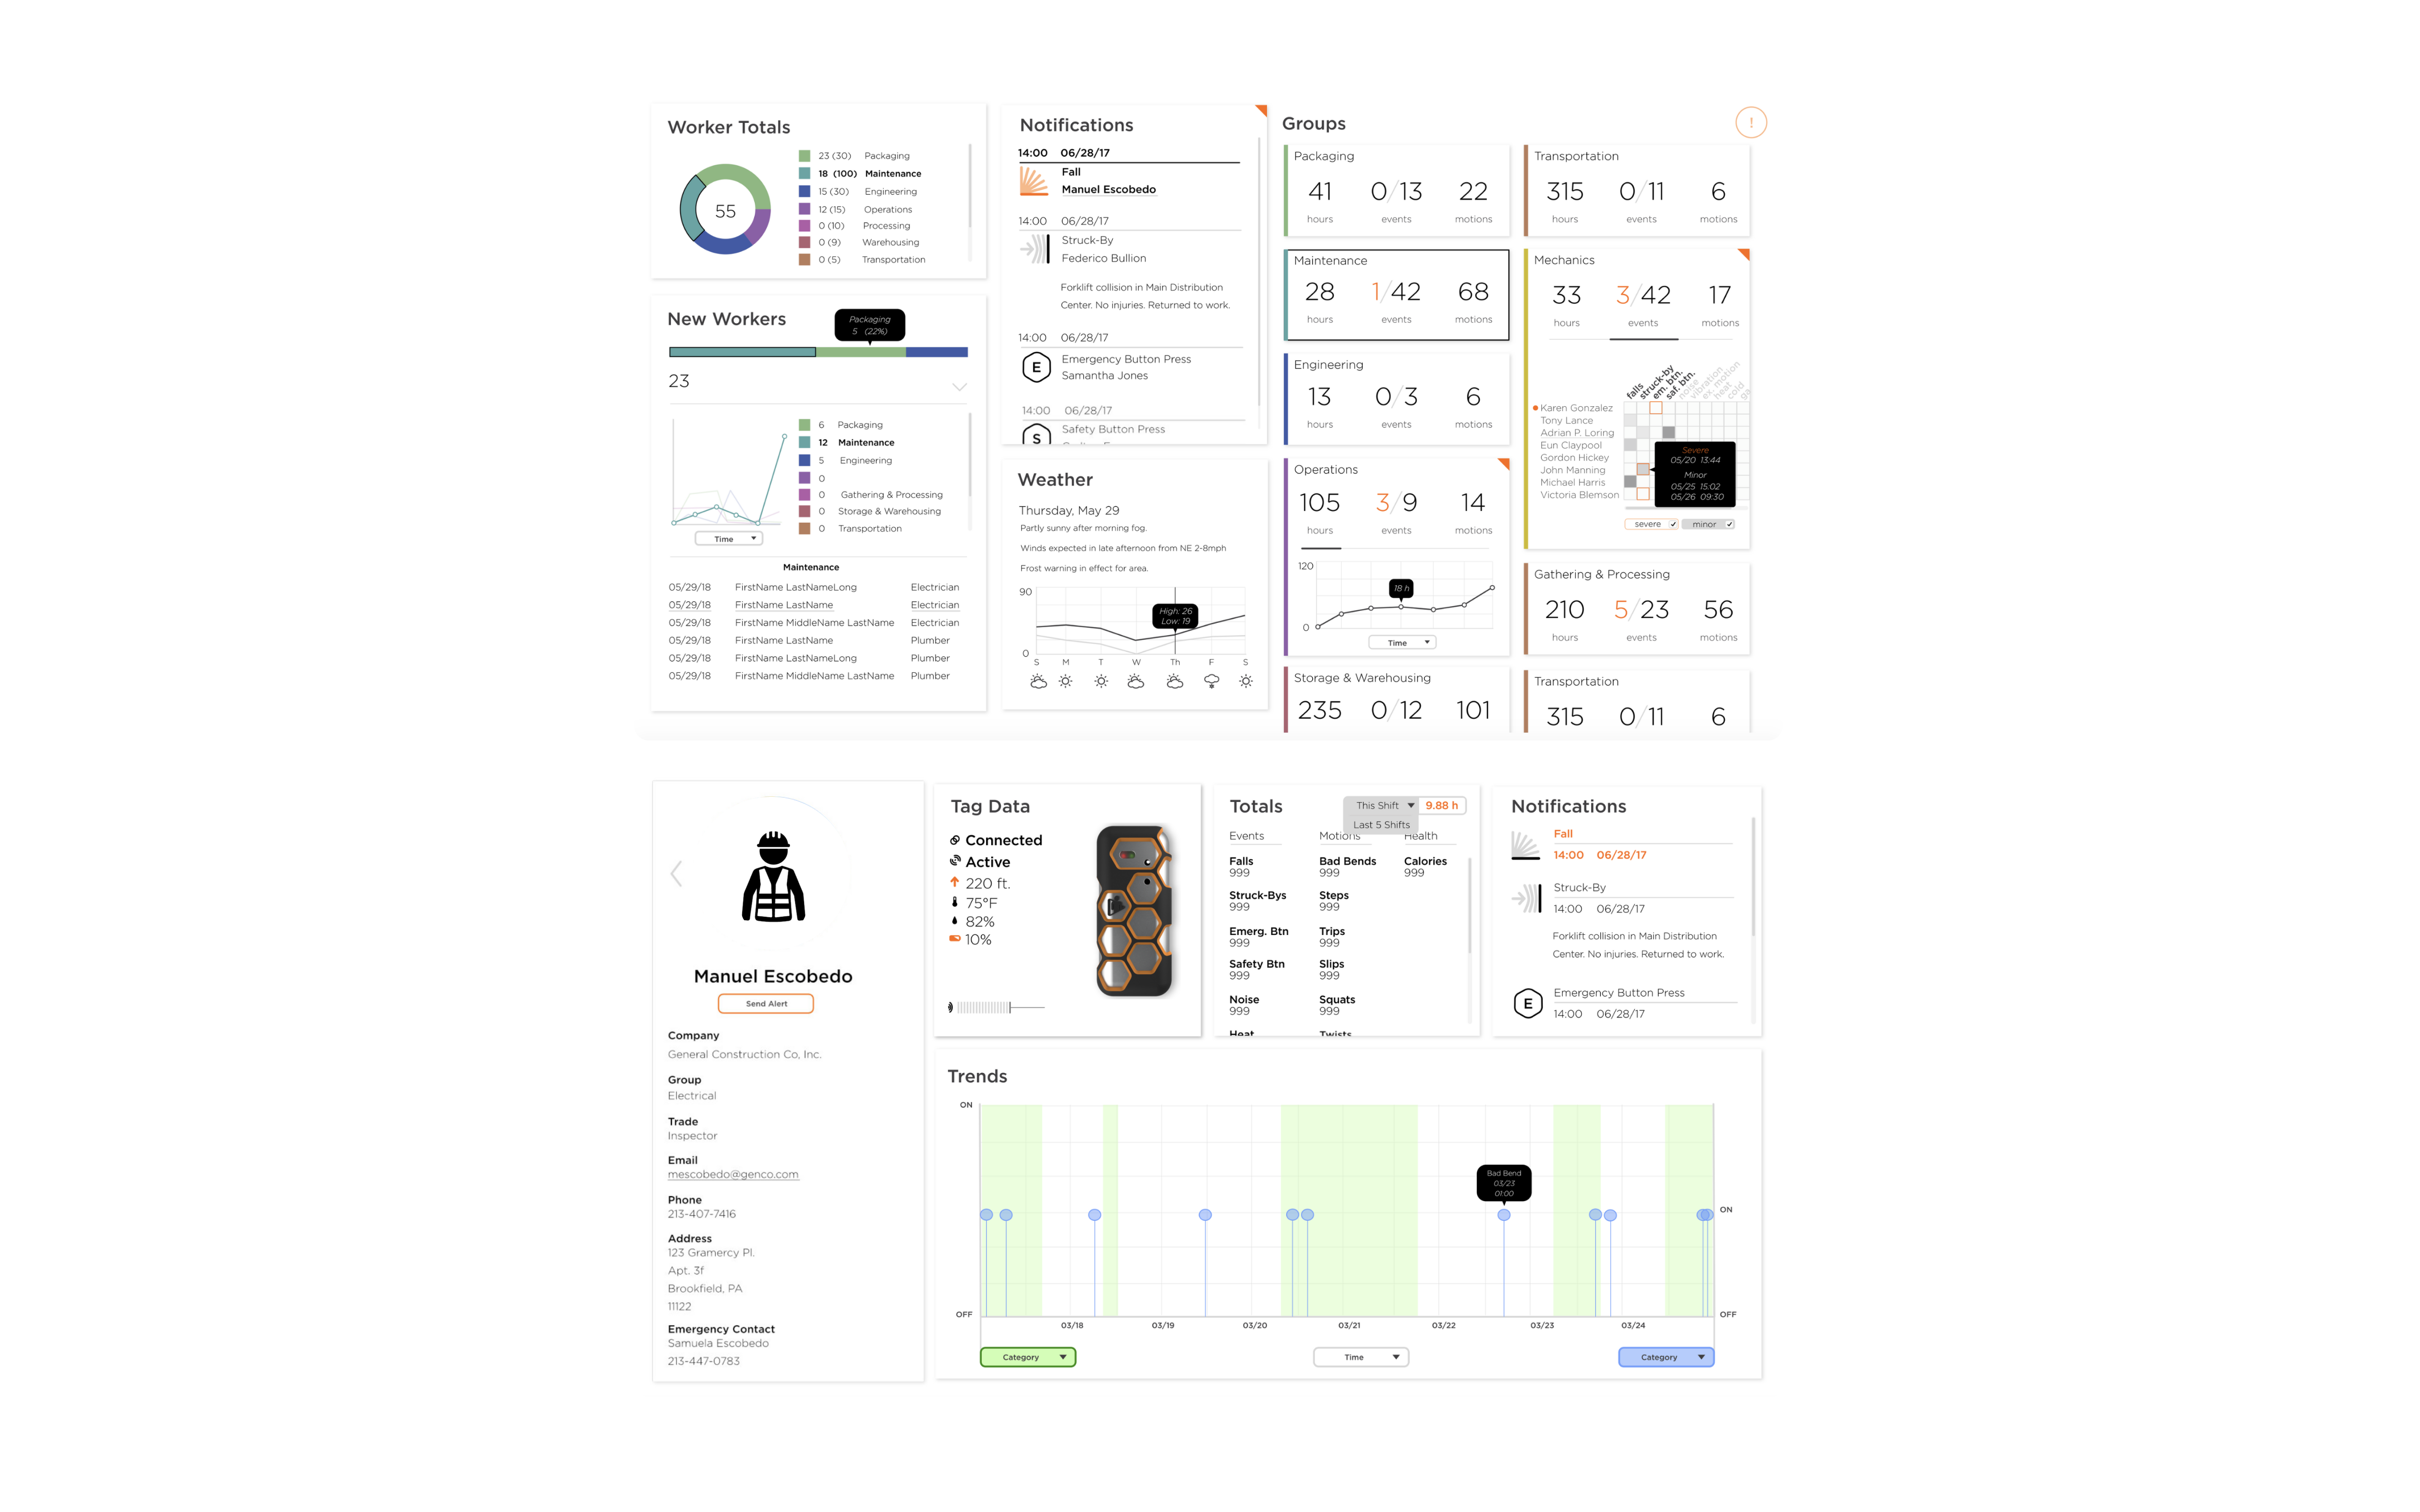 Worker Totals
55
23 (30) Packaging
18 (100) Maintenance
15 (30) Engineering
12 (15) Operations
0 (10) Processing
0 (9) Warehousing
0 (5) Transportation
New Workers
Packaging
5 (22%)
23
6 Packaging
12 Maintenance
5 Engineering
0
0 Gathering & Processing
0 Storage & Warehousing
0 Transportation
Time
Maintenance
05/29/18 FirstName LastNameLong Electrician
05/29/18 FirstName LastName Electrician
05/29/18 FirstName MiddleName LastName Electrician
05/29/18 FirstName LastName Plumber
05/29/18 FirstName LastNameLong Plumber
05/29/18 FirstName MiddleName LastName Plumber
Notifications
14:00 06/28/17
Fall
Manuel Escobedo
14:00 06/28/17
Struck-By
Federico Bullion
Forklift collision in Main Distribution
Center. No injuries. Returned to work.
14:00 06/28/17
E
Emergency Button Press
Samantha Jones
14:00 06/28/17
S
Safety Button Press
Weather
Thursday, May 29
Partly sunny after morning fog.
Winds expected in late afternoon from NE 2-8mph
Frost warning in effect for area.
90
High: 26
Low: 19
0
S M T W Th F S
Groups
!
Packaging
41 0/13 22
hours events motions
Maintenance
28 1/42 68
hours events motions
Engineering
13 0/3 6
hours events motions
Operations
105 3/9 14
hours events motions
120
18 h
0
Time
Storage & Warehousing
235 0/12 101
Transportation
315 0/11 6
hours events motions
Mechanics
33 3/42 17
hours events motions
falls
struck-by
em. btn.
saf. btn.
noise
vibration
ex. motion
heat
cold
Karen Gonzalez
Tony Lance
Adrian P. Loring
Eun Claypool
Gordon Hickey
John Manning
Michael Harris
Victoria Blemson
Severe
05/20 13:44
Minor
05/25 15:02
05/26 09:30
severe
minor
Gathering & Processing
210 5/23 56
hours events motions
Transportation
315 0/11 6
Manuel Escobedo
Send Alert
Company
General Construction Co, Inc.
Group
Electrical
Trade
Inspector
Email
mescobedo@genco.com
Phone
213-407-7416
Address
123 Gramercy Pl.
Apt. 3f
Brookfield, PA
11122
Emergency Contact
Samuela Escobedo
213-447-0783
Tag Data
Connected
Active
220 ft.
75°F
82%
10%
Totals
This Shift
9.88 h
Last 5 Shifts
Events Motions Health
Falls
999
Struck-Bys
999
Emerg. Btn
999
Safety Btn
999
Noise
999
Heat
Bad Bends
999
Steps
999
Trips
999
Slips
999
Squats
999
Twists
Calories
999
Notifications
Fall
14:00 06/28/17
Struck-By
14:00 06/28/17
Forklift collision in Main Distribution
Center. No injuries. Returned to work.
E
Emergency Button Press
14:00 06/28/17
Trends
ON
Bad Bend
03/23
01:00
ON
OFF
OFF
03/18 03/19 03/20 03/21 03/22 03/23 03/24
Category
Time
Category